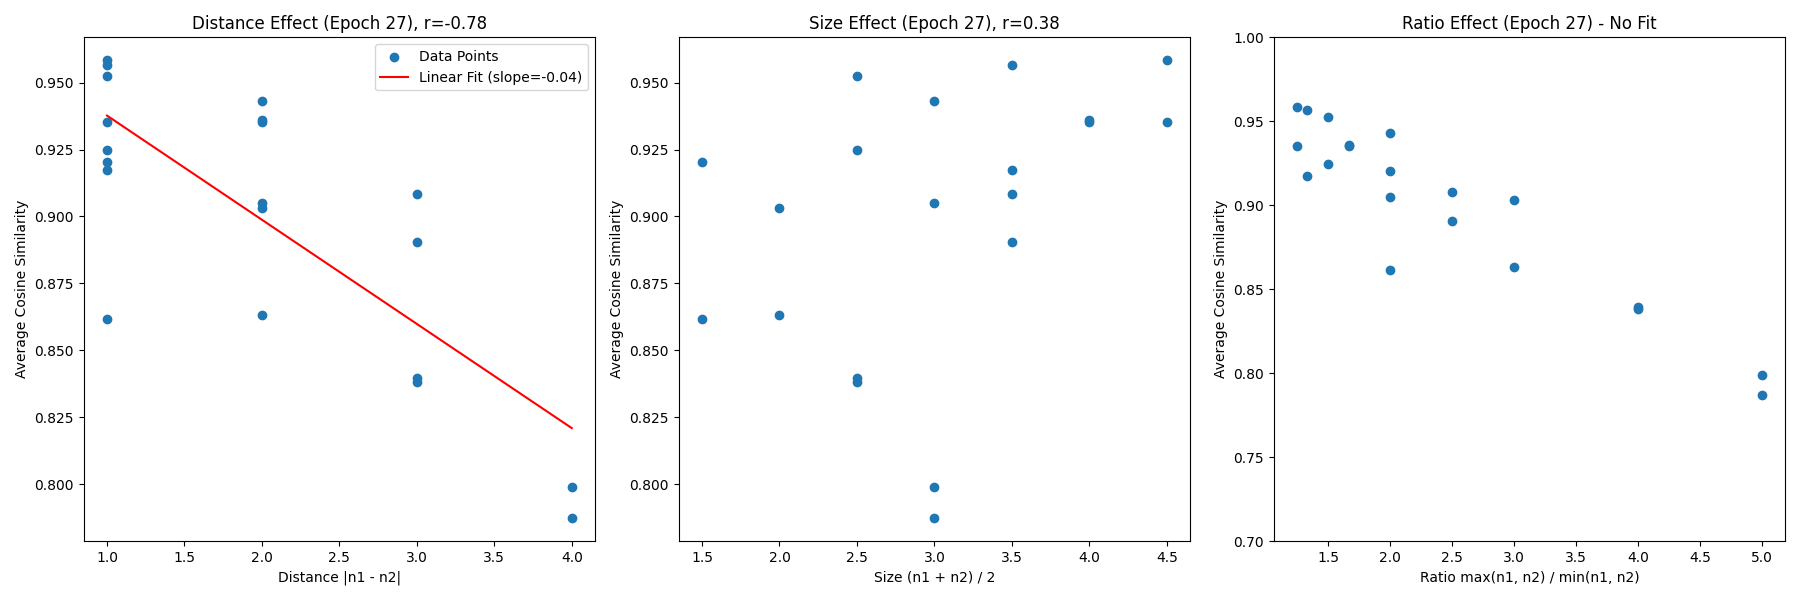 Distance Effect (Epoch 27), r=-0.78
Data Points
Linear Fit (slope=-0.04)
0.950
0.925
0.900
0.875
0.850
0.825
0.800
Average Cosine Similarity
1.0 1.5 2.0 2.5 3.0 3.5 4.0
Distance |n1 - n2|
Size Effect (Epoch 27), r=0.38
0.950
0.925
0.900
0.875
0.850
0.825
0.800
Average Cosine Similarity
1.5 2.0 2.5 3.0 3.5 4.0 4.5
Size (n1 + n2) / 2
Ratio Effect (Epoch 27) - No Fit
1.00
0.95
0.90
0.85
0.80
0.75
0.70
Average Cosine Similarity
1.5 2.0 2.5 3.0 3.5 4.0 4.5 5.0
Ratio max(n1, n2) / min(n1, n2)